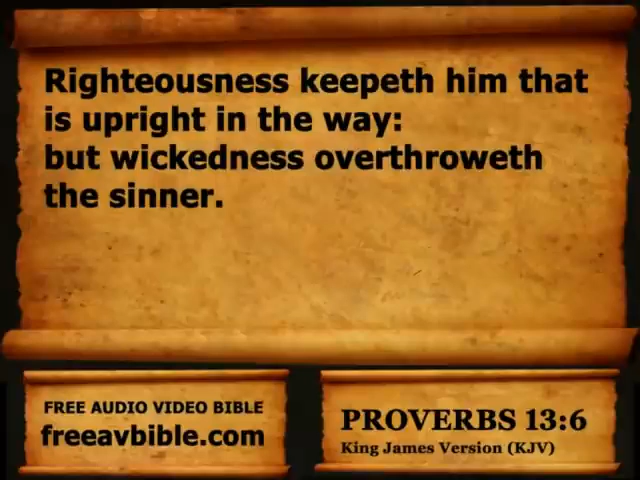 Righteousness keepeth him that
is upright in the way:
but wickedness overthroweth
the sinner.
FREE AUDIO VIDEO BIBLE
freeavbible.com
PROVERBS 13:6
King James Version (KJV)